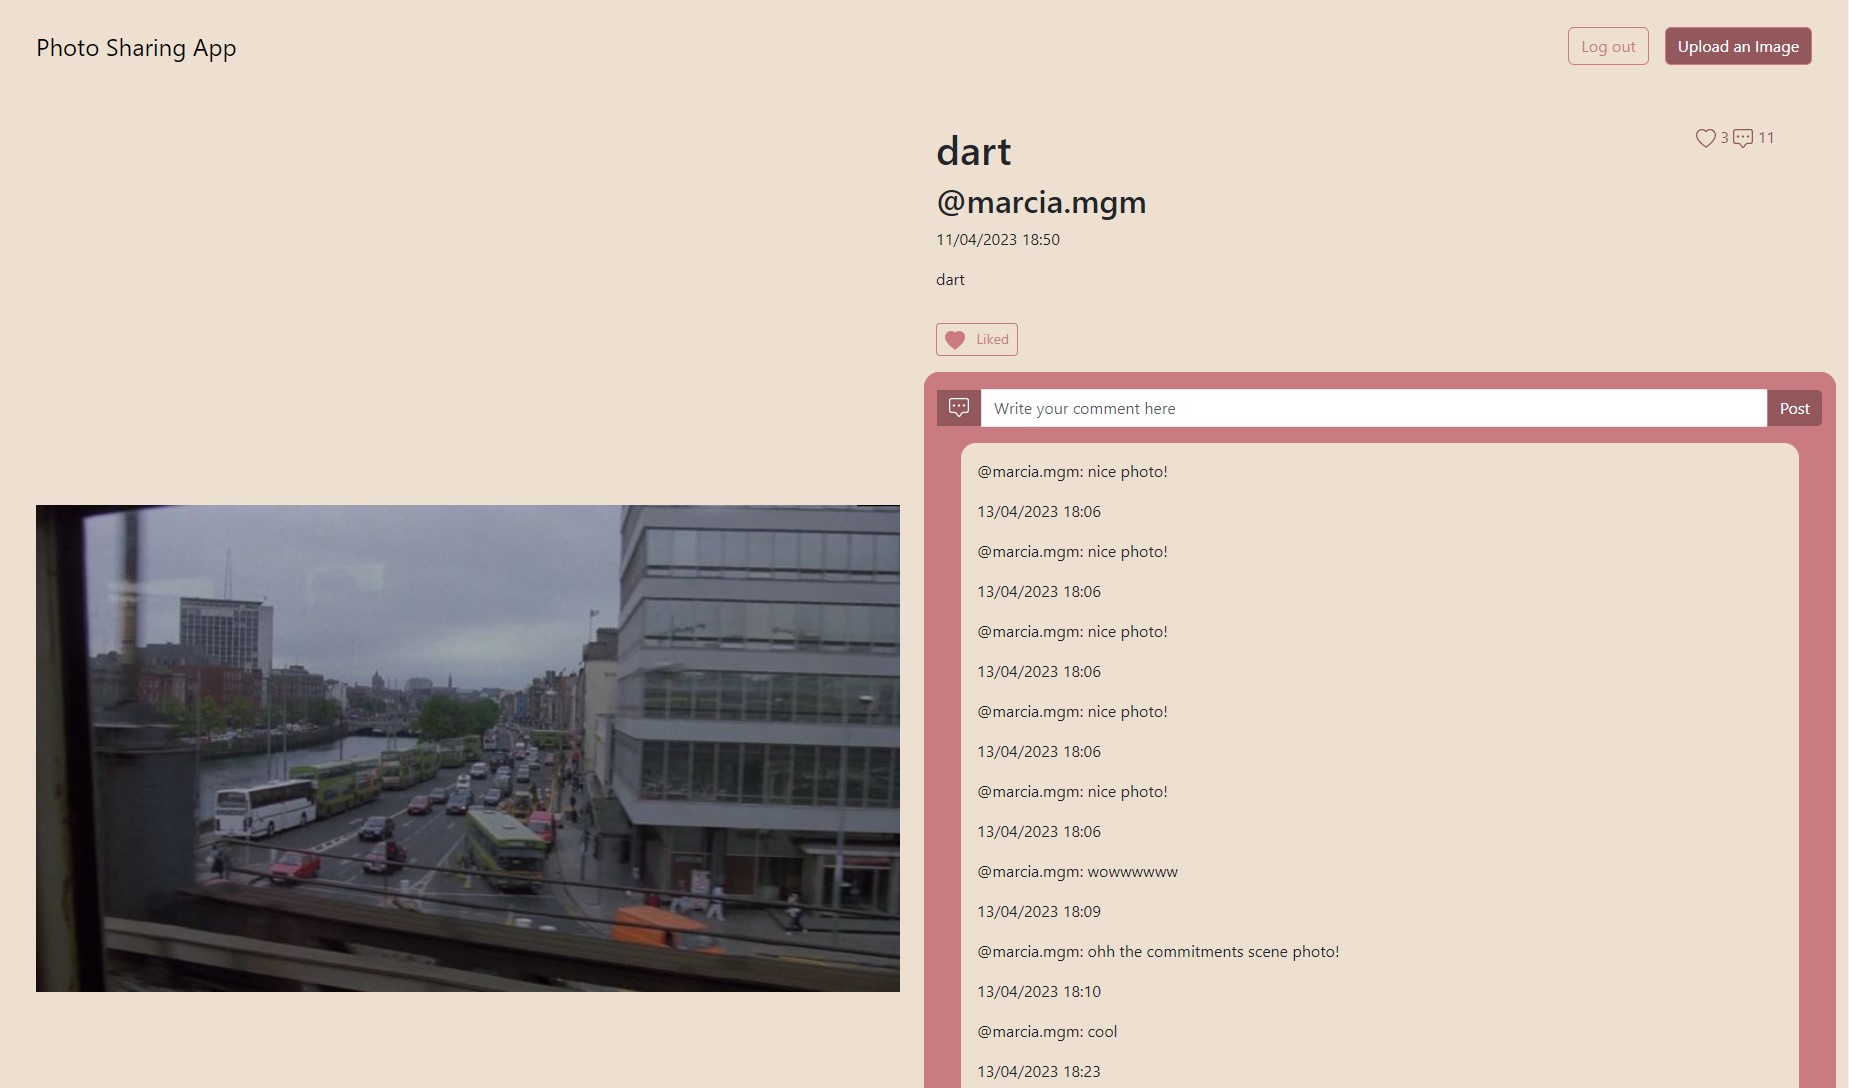 Photo Sharing App
Log out
Upload an Image
dart
3 11
@marcia.mgm
11/04/2023 18:50
dart
Liked
Write your comment here
Post
@marcia.mgm: nice photo!
13/04/2023 18:06
@marcia.mgm: nice photo!
13/04/2023 18:06
@marcia.mgm: nice photo!
13/04/2023 18:06
@marcia.mgm: nice photo!
13/04/2023 18:06
@marcia.mgm: nice photo!
13/04/2023 18:06
@marcia.mgm: wowwwwww
13/04/2023 18:09
@marcia.mgm: ohh the commitments scene photo!
13/04/2023 18:10
@marcia.mgm: cool
13/04/2023 18:23